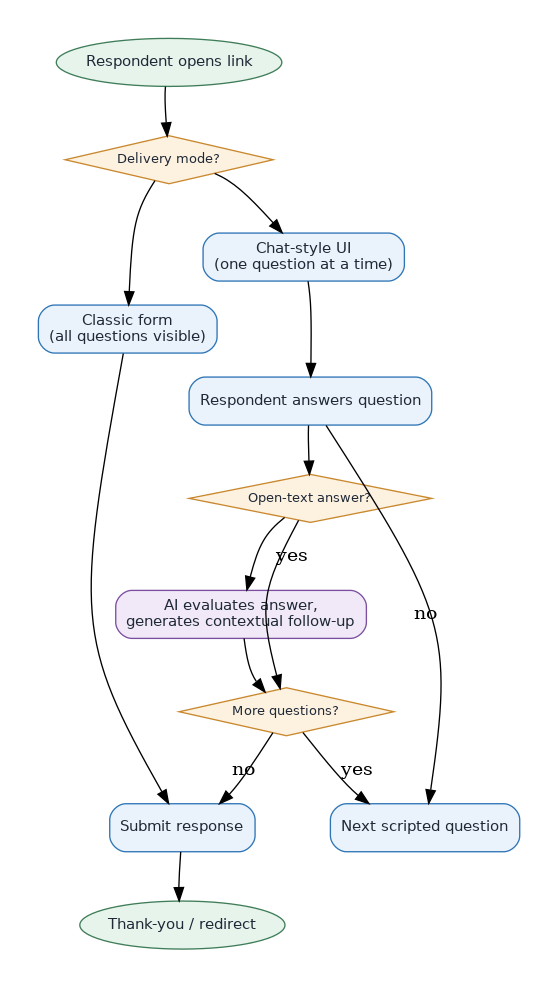 Respondent opens link
Delivery mode?
Chat-style UI
(one question at a time)
Classic form
(all questions visible)
Respondent answers question
Open-text answer?
yes
AI evaluates answer,
generates contextual follow-up
no
More questions?
no
yes
Submit response
Next scripted question
Thank-you / redirect